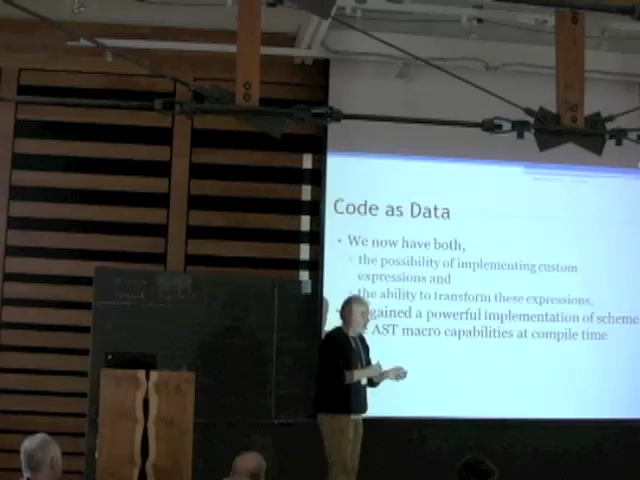 Code as Data
• We now have both,
◦ the possibility of implementing custom
expressions and
◦ the ability to transform these expressions,
gained a powerful implementation of scheme
AST macro capabilities at compile time